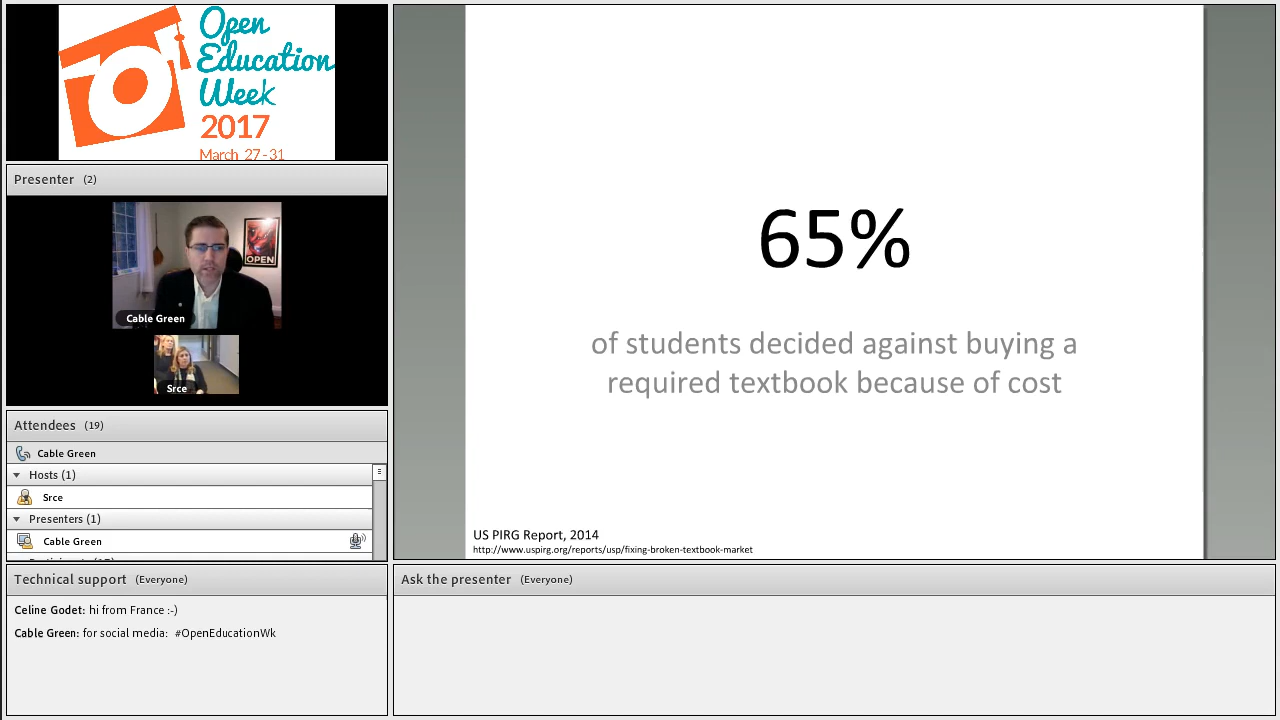 Open
Education
Week
2017
March 27-31
Presenter (2)
OPEN
Cable Green
Srce
Attendees (19)
Cable Green
Hosts (1)
Srce
Presenters (1)
Cable Green
Technical support (Everyone)
Celine Godet: hi from France :-)
Cable Green: for social media: #OpenEducationWk
65%
of students decided against buying a
required textbook because of cost
US PIRG Report, 2014
http://www.uspirg.org/reports/usp/fixing-broken-textbook-market
Ask the presenter (Everyone)